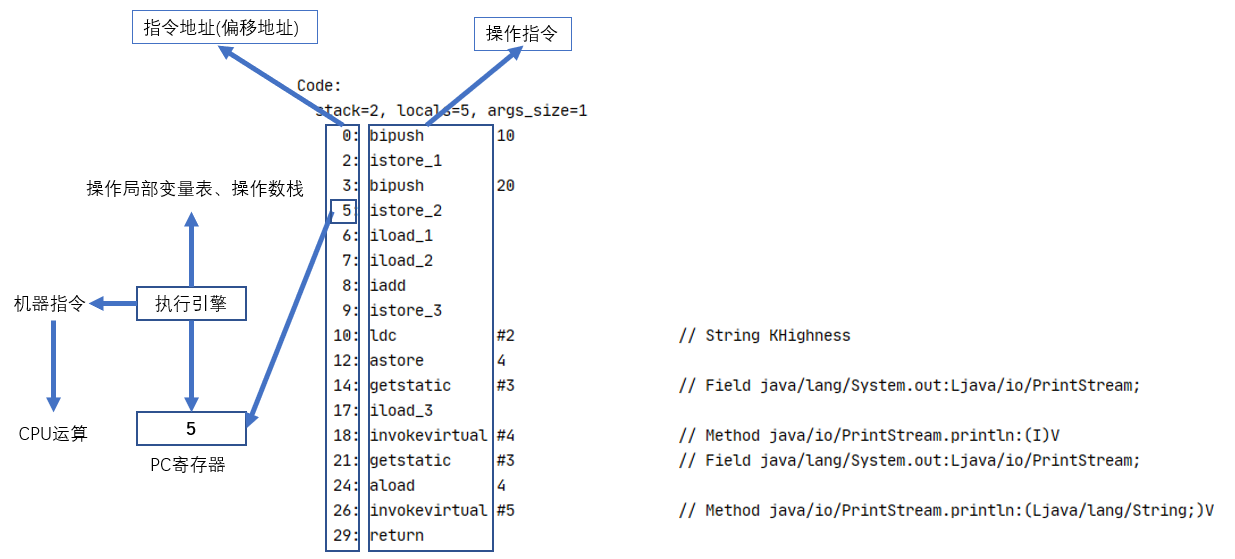 指令地址(偏移地址)
操作指令
Code:
stack=2, locals=5, args_size=1
0: bipush 10
2: istore_1
3: bipush 20
操作局部变量表、操作数栈
5: istore_2
6: iload_1
7: iload_2
8: iadd
机器指令
执行引擎
9: istore_3
10: ldc #2 // String KHighness
12: astore 4
14: getstatic #3 // Field java/lang/System.out:Ljava/io/PrintStream;
17: iload_3
CPU运算
5
18: invokevirtual #4 // Method java/io/PrintStream.println:(I)V
PC寄存器
21: getstatic #3 // Field java/lang/System.out:Ljava/io/PrintStream;
24: aload 4
26: invokevirtual #5 // Method java/io/PrintStream.println:(Ljava/lang/String;)V
29: return